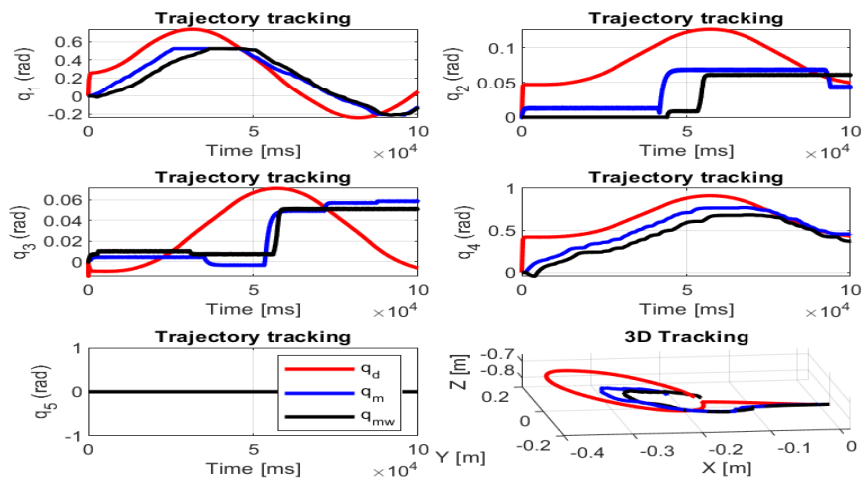 Trajectory tracking
q, (rad)
0.6
0.4
0.2
0
-0.2
0
5
10
Time [ms]
×10⁴
Trajectory tracking
q₂ (rad)
0.1
0.05
0
0
5
10
Time [ms]
×10⁴
Trajectory tracking
q₃ (rad)
0.06
0.04
0.02
0
0
5
10
Time [ms]
×10⁴
Trajectory tracking
q₄ (rad)
1
0.5
0
0
5
10
Time [ms]
×10⁴
Trajectory tracking
q₅ (rad)
1
0
-1
0
5
10
Time [ms]
×10⁴
q_d
q_m
q_mw
3D Tracking
Z [m]
-0.7
-0.8
0.2
0
-0.2
Y [m]
-0.4
-0.3
-0.2
-0.1
0
X [m]